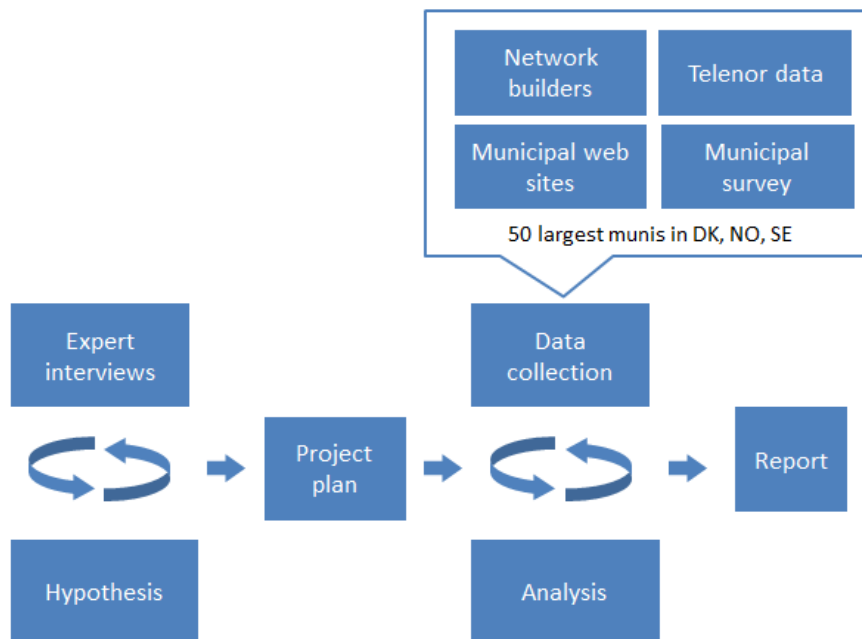 Network
builders
Telenor data
Municipal web
sites
Municipal
survey
50 largest munis in DK, NO, SE
Expert
interviews
Data
collection
Project
plan
Report
Hypothesis
Analysis